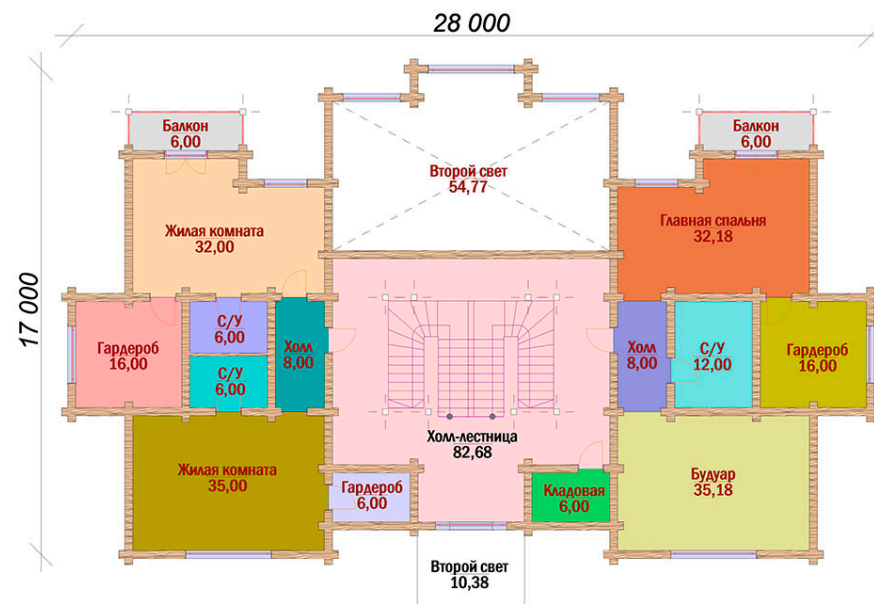 28 000
17 000
Балкон
6,00
Балкон
6,00
Второй свет
54,77
Жилая комната
32,00
Главная спальня
32,18
С/У
6,00
Гардероб
16,00
Холл
8,00
С/У
6,00
Холл
8,00
С/У
12,00
Гардероб
16,00
Холл-лестница
82,68
Жилая комната
35,00
Гардероб
6,00
Кладовая
6,00
Будуар
35,18
Второй свет
10,38